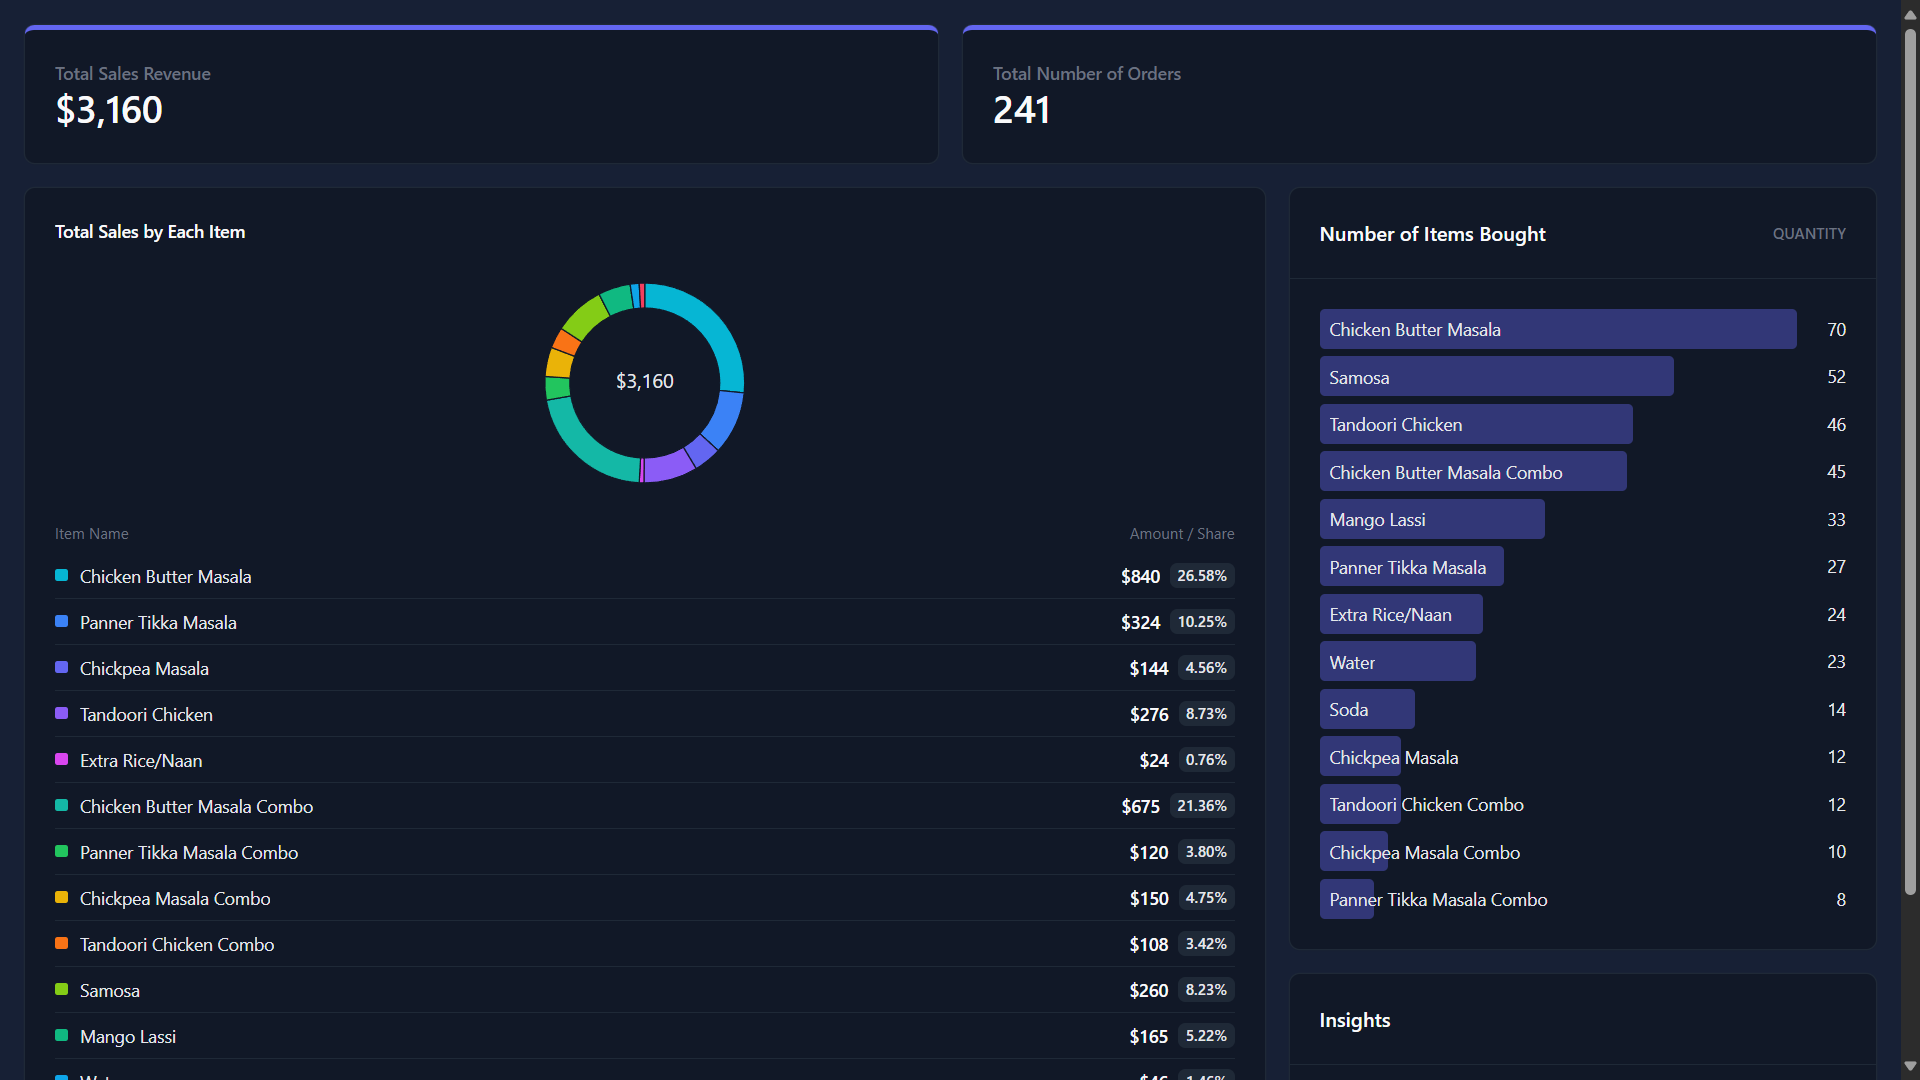 Total Sales Revenue
$3,160
Total Number of Orders
241
Total Sales by Each Item
$3,160
Item Name Amount / Share
Chicken Butter Masala $840 26.58%
Panner Tikka Masala $324 10.25%
Chickpea Masala $144 4.56%
Tandoori Chicken $276 8.73%
Extra Rice/Naan $24 0.76%
Chicken Butter Masala Combo $675 21.36%
Panner Tikka Masala Combo $120 3.80%
Chickpea Masala Combo $150 4.75%
Tandoori Chicken Combo $108 3.42%
Samosa $260 8.23%
Mango Lassi $165 5.22%
Number of Items Bought QUANTITY
Chicken Butter Masala 70
Samosa 52
Tandoori Chicken 46
Chicken Butter Masala Combo 45
Mango Lassi 33
Panner Tikka Masala 27
Extra Rice/Naan 24
Water 23
Soda 14
Chickpea Masala 12
Tandoori Chicken Combo 12
Chickpea Masala Combo 10
Panner Tikka Masala Combo 8
Insights